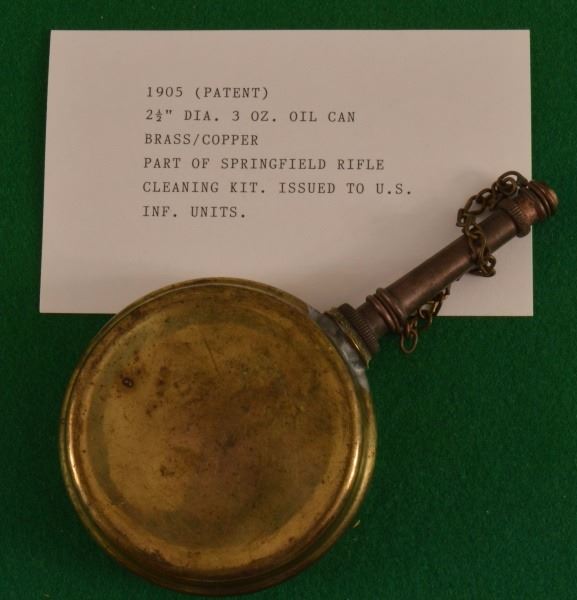 1905 (PATENT)
2½" DIA. 3 OZ. OIL CAN
BRASS/COPPER
PART OF SPRINGFIELD RIFLE
CLEANING KIT. ISSUED TO U.S.
INF. UNITS.